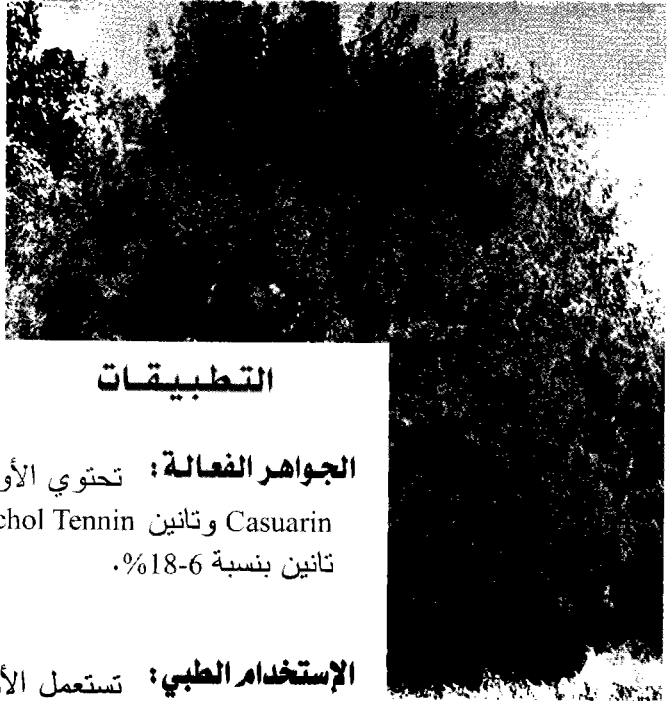 التطبيقات
الجواهر الفعالة: تحتوي
Casuarin وتانين Tennin
تانين بنسبة 6-18%.
الإستخدام الطبي: تستعمل